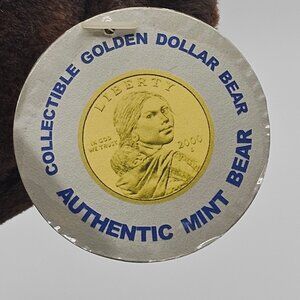 COLLECTIBLE GOLDEN DOLLAR BEAR
LIBERTY
IN GOD
WE TRUST
2000
AUTHENTIC MINT BEAR